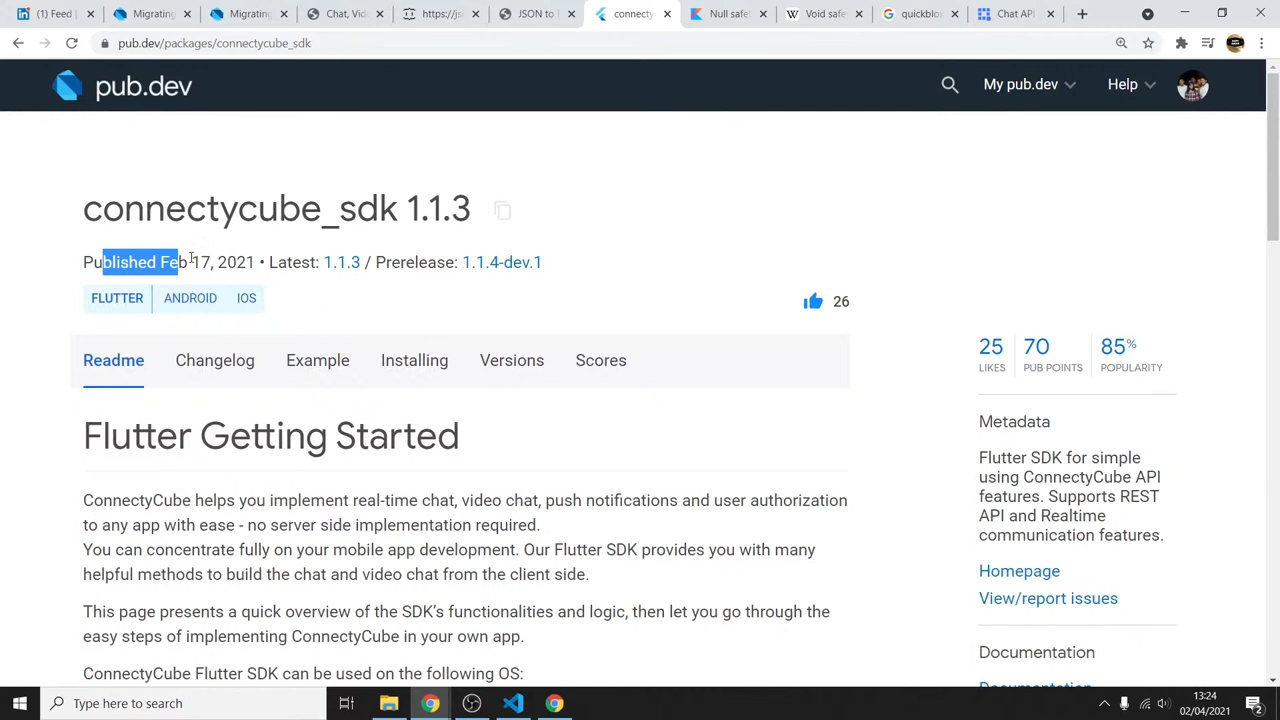 (1) Feed |
Migrating
Migrating
Chat, Vid
https://ja
JSON to D
connecty
Null safet
Void safe
quickblox
Chat API
pub.dev/packages/connectycube_sdk
pub.dev
My pub.dev
Help
connectycube_sdk 1.1.3
Published Feb 17, 2021 • Latest: 1.1.3 / Prerelease: 1.1.4-dev.1
FLUTTER ANDROID IOS
26
Readme Changelog Example Installing Versions Scores
25 70 85%
LIKES PUB POINTS POPULARITY
Flutter Getting Started
ConnectyCube helps you implement real-time chat, video chat, push notifications and user authorization
to any app with ease - no server side implementation required.
You can concentrate fully on your mobile app development. Our Flutter SDK provides you with many
helpful methods to build the chat and video chat from the client side.
This page presents a quick overview of the SDK’s functionalities and logic, then let you go through the
easy steps of implementing ConnectyCube in your own app.
ConnectyCube Flutter SDK can be used on the following OS:
Metadata
Flutter SDK for simple
using ConnectyCube API
features. Supports REST
API and Realtime
communication features.
Homepage
View/report issues
Documentation
Type here to search
13:24
02/04/2021
2